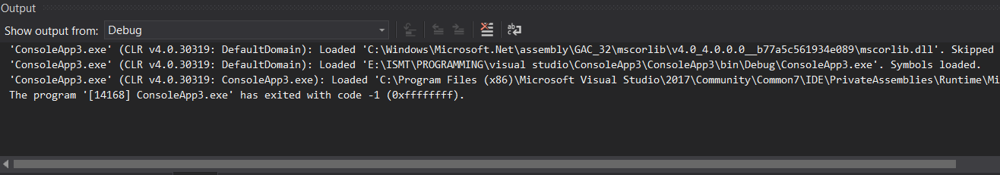 Output
Show output from: Debug
'ConsoleApp3.exe' (CLR v4.0.30319: DefaultDomain): Loaded 'C:\Windows\Microsoft.Net\assembly\GAC_32\mscorlib\v4.0_4.0.0.0__b77a5c561934e089\mscorlib.dll'. Skipped
'ConsoleApp3.exe' (CLR v4.0.30319: DefaultDomain): Loaded 'E:\ISMT\PROGRAMMING\visual studio\ConsoleApp3\ConsoleApp3\bin\Debug\ConsoleApp3.exe'. Symbols loaded.
'ConsoleApp3.exe' (CLR v4.0.30319: ConsoleApp3.exe): Loaded 'C:\Program Files (x86)\Microsoft Visual Studio\2017\Community\Common7\IDE\PrivateAssemblies\Runtime\Mi
The program '[14168] ConsoleApp3.exe' has exited with code -1 (0xffffffff).